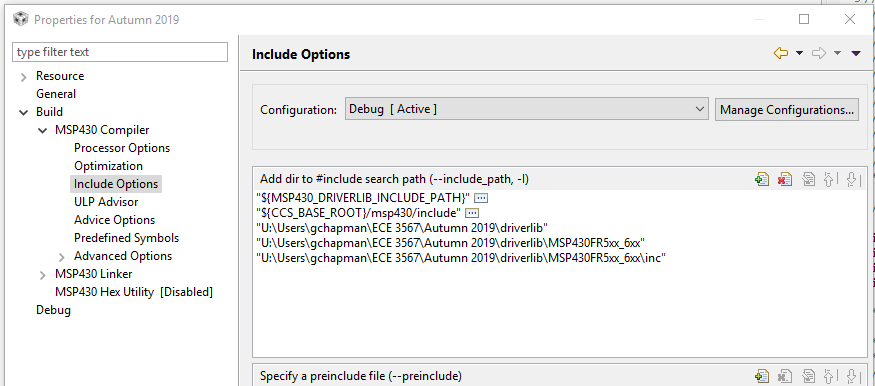 Properties for Autumn 2019
type filter text
Resource
General
Build
MSP430 Compiler
Processor Options
Optimization
Include Options
ULP Advisor
Advice Options
Predefined Symbols
Advanced Options
MSP430 Linker
MSP430 Hex Utility [Disabled]
Debug
Include Options
Configuration:
Debug [ Active ]
Manage Configurations...
Add dir to #include search path (--include_path, -I)
"${MSP430_DRIVERLIB_INCLUDE_PATH}"
"${CCS_BASE_ROOT}/msp430/include"
"U:\Users\gchapman\ECE 3567\Autumn 2019\driverlib"
"U:\Users\gchapman\ECE 3567\Autumn 2019\driverlib\MSP430FR5xx_6xx"
"U:\Users\gchapman\ECE 3567\Autumn 2019\driverlib\MSP430FR5xx_6xx\inc"
Specify a preinclude file (--preinclude)